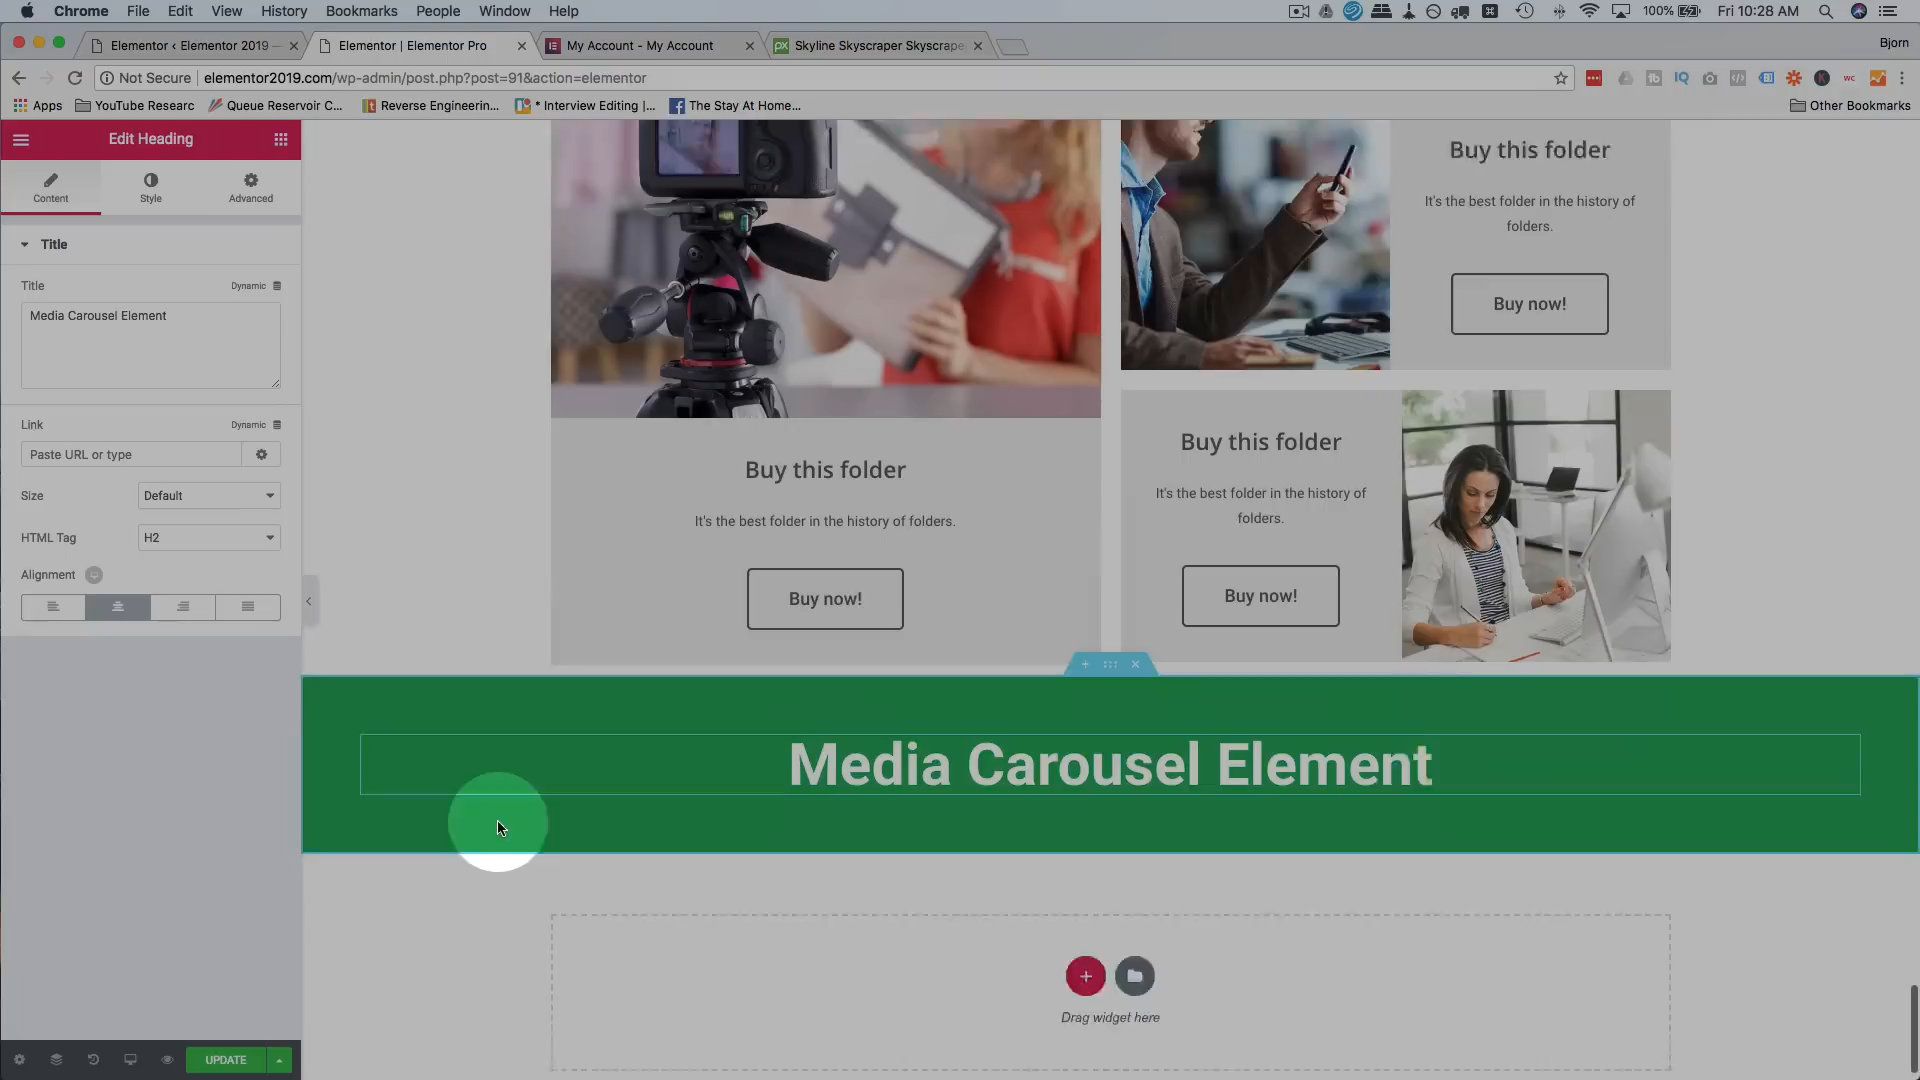 Chrome File Edit View History Bookmarks People Window Help 100% Fri 10:28 AM
Elementor ‹ Elementor 2019 — Elementor | Elementor Pro My Account - My Account Skyline Skyscraper Skyscrape Bjorn
Not Secure | elementor2019.com/wp-admin/post.php?post=91&action=elementor
Apps YouTube Researc Queue Reservoir C... Reverse Engineerin... * Interview Editing |... The Stay At Home... Other Bookmarks
Edit Heading
Content Style Advanced
Title
Title Dynamic
Media Carousel Element
Link Dynamic
Paste URL or type
Size Default
HTML Tag H2
Alignment
UPDATE
Buy this folder
It's the best folder in the history of
folders.
Buy now!
Buy this folder
It's the best folder in the history of folders.
Buy now!
Buy this folder
It's the best folder in the history of
folders.
Buy now!
Media Carousel Element
Drag widget here